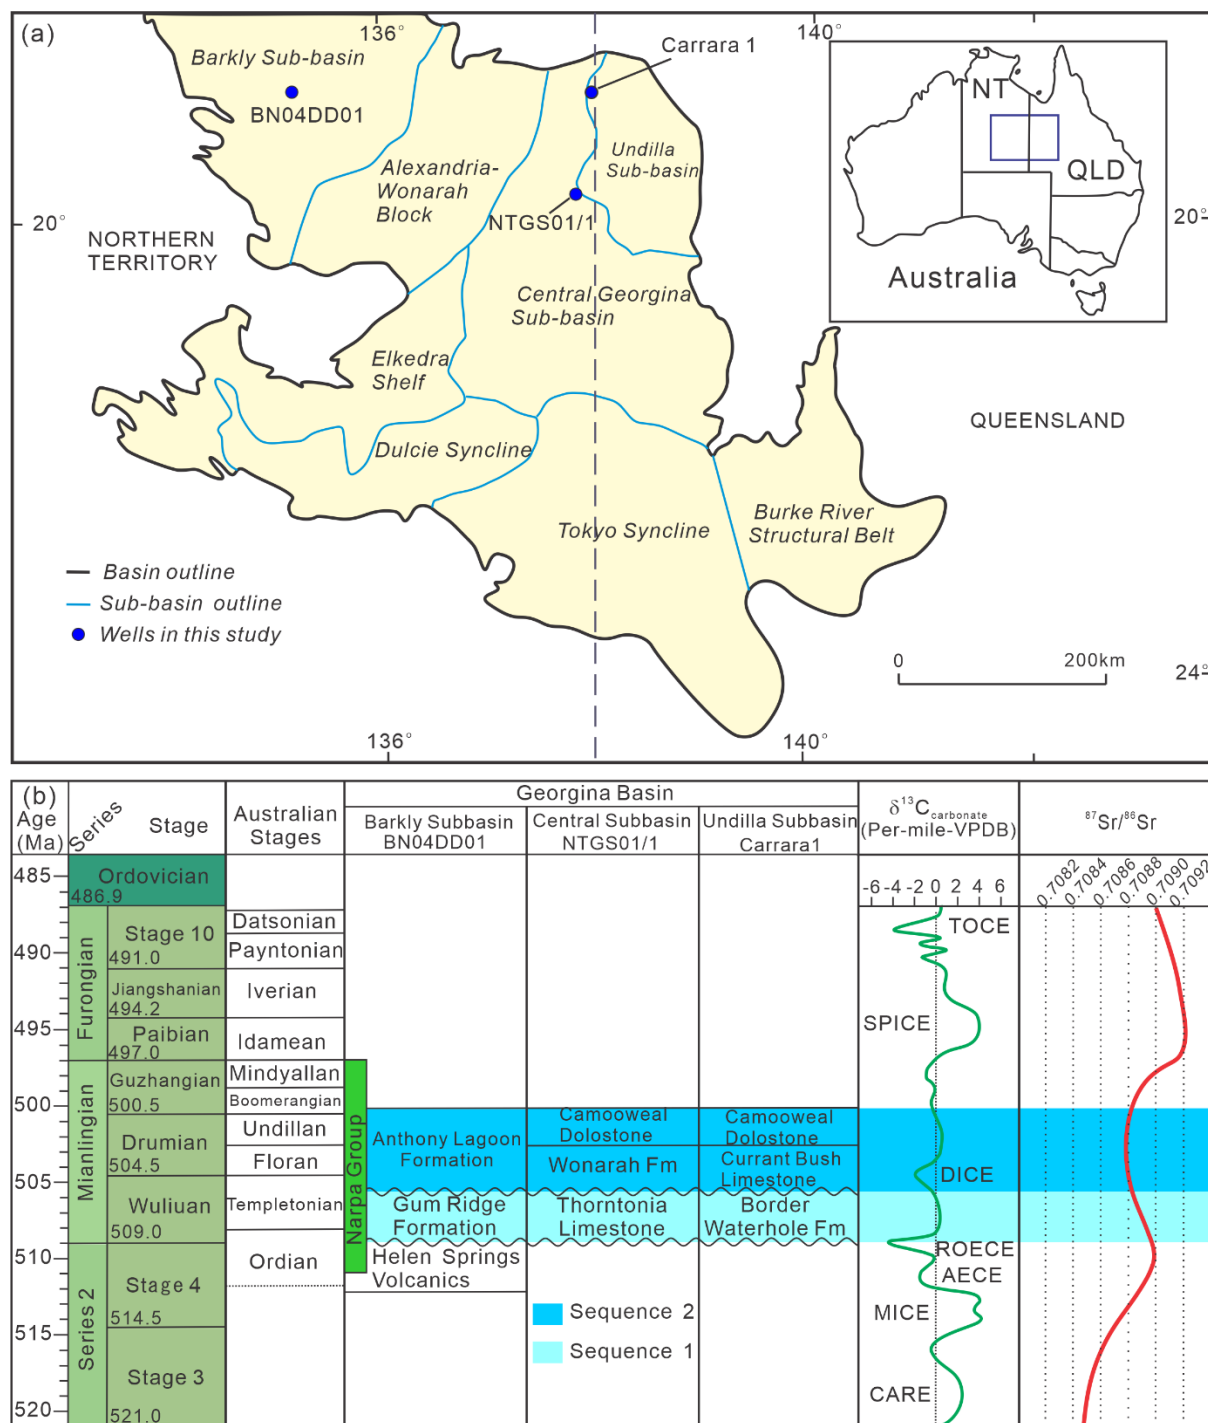 (a)
136°
140°
Barkly Sub-basin
Carrara 1
BN04DD01
NT
QLD
Australia
Undilla
Sub-basin
Alexandria-
Wonarah
Block
NTGS01/1
20°
20°
NORTHERN
TERRITORY
Central Georgina
Sub-basin
Elkedra
Shelf
QUEENSLAND
Dulcie Syncline
Tokyo Syncline
Burke River
Structural Belt
Basin outline
Sub-basin outline
Wells in this study
0 200km
24°
136°
140°
(b)
Age
(Ma)
Series
Stage
Australian
Stages
Georgina Basin
Barkly Subbasin
BN04DD01
Central Subbasin
NTGS01/1
Undilla Subbasin
Carrara1
δ¹³Ccarbonate
(Per-mile-VPDB)
⁸⁷Sr/⁸⁶Sr
-6 -4 -2 0 2 4 6
0.7082 0.7084 0.7086 0.7088 0.7090 0.7092
485
490
495
500
505
510
515
520
Ordovician
486.9
Furongian
Stage 10
491.0
Jiangshanian
494.2
Paibian
497.0
Mianlingian
Guzhangian
500.5
Drumian
504.5
Wuliuan
509.0
Series 2
Stage 4
514.5
Stage 3
521.0
Datsonian
Payntonian
Iverian
Idamean
Mindyallan
Boomerangian
Undillan
Floran
Templetonian
Ordian
Narpa Group
Anthony Lagoon
Formation
Gum Ridge
Formation
Helen Springs
Volcanics
Camooweal
Dolostone
Wonarah Fm
Thorntonia
Limestone
Camooweal
Dolostone
Currant Bush
Limestone
Border
Waterhole Fm
Sequence 2
Sequence 1
TOCE
SPICE
DICE
ROECE
AECE
MICE
CARE